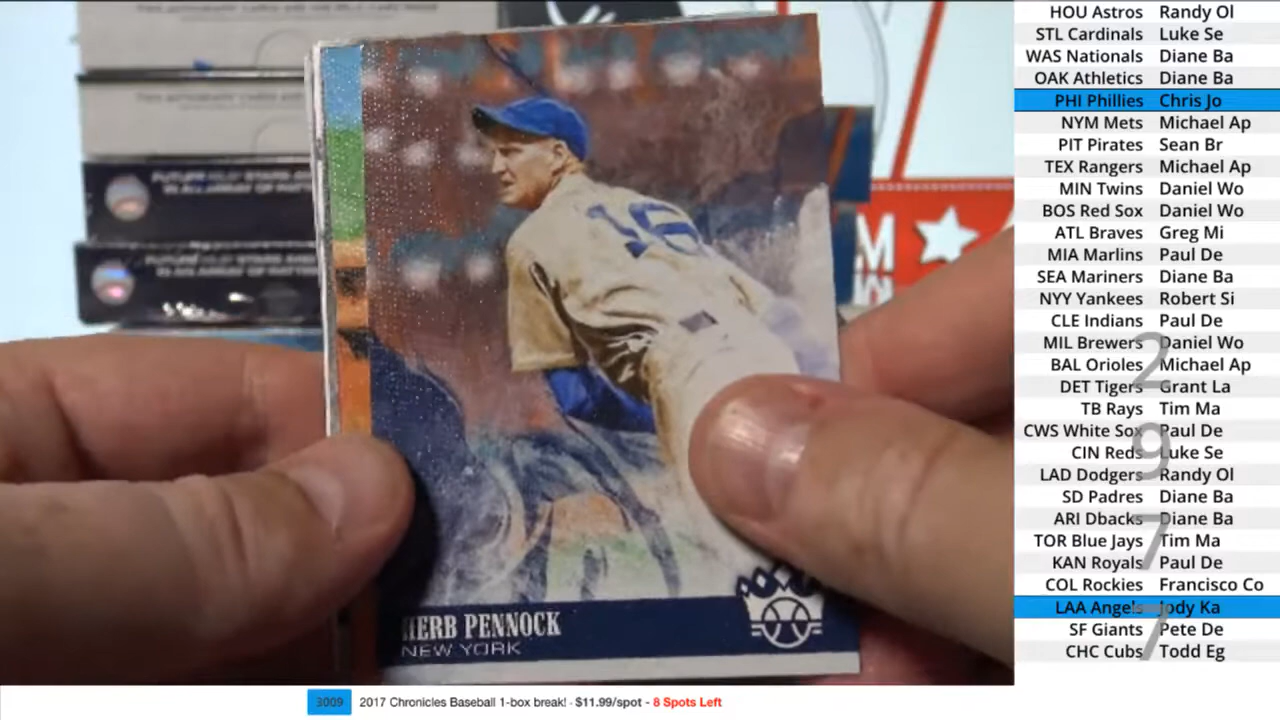 FUTURE
IS AN ARRAY OF
FUTURE
16
M
HERB PENNOCK
NEW YORK
HOU Astros Randy Ol
STL Cardinals Luke Se
WAS Nationals Diane Ba
OAK Athletics Diane Ba
PHI Phillies Chris Jo
NYM Mets Michael Ap
PIT Pirates Sean Br
TEX Rangers Michael Ap
MIN Twins Daniel Wo
BOS Red Sox Daniel Wo
ATL Braves Greg Mi
MIA Marlins Paul De
SEA Mariners Diane Ba
NYY Yankees Robert Si
CLE Indians Paul De
MIL Brewers Daniel Wo
BAL Orioles Michael Ap
DET Tigers Grant La
TB Rays Tim Ma
CWS White Sox Paul De
CIN Reds Luke Se
LAD Dodgers Randy Ol
SD Padres Diane Ba
ARI Dbacks Diane Ba
TOR Blue Jays Tim Ma
KAN Royals Paul De
COL Rockies Francisco Co
LAA Angels Jody Ka
SF Giants Pete De
CHC Cubs Todd Eg
2
9
7
7
3009 2017 Chronicles Baseball 1-box break! - $11.99/spot - 8 Spots Left